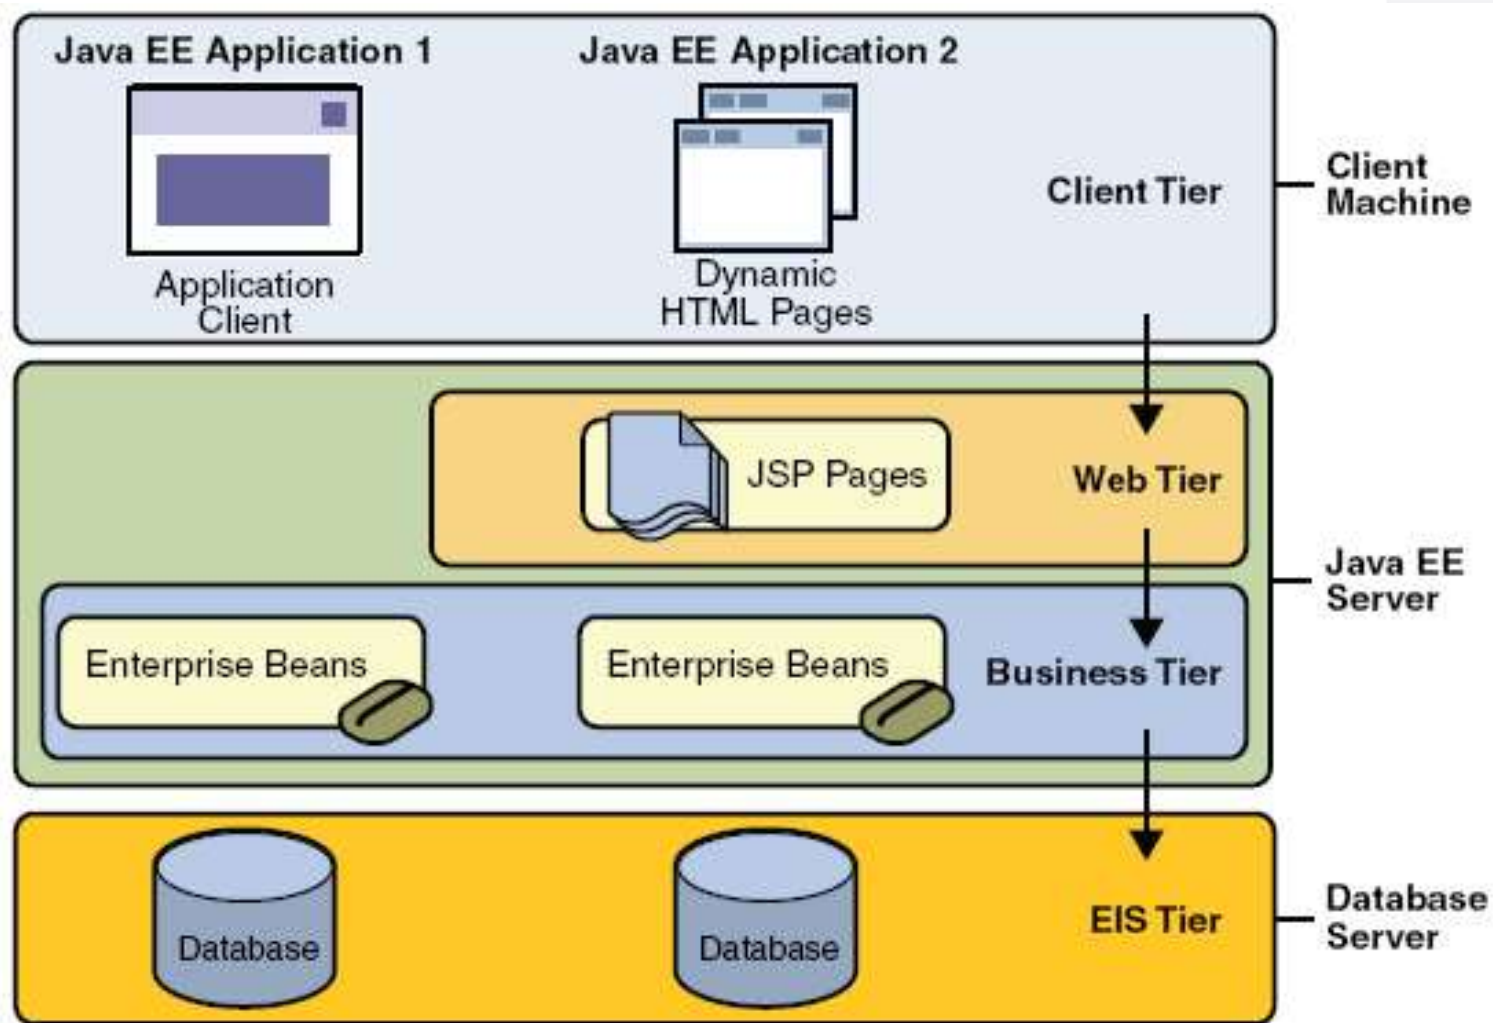 Java EE Application 1
Java EE Application 2
Application
Client
Dynamic
HTML Pages
Client Tier
Client
Machine
JSP Pages
Web Tier
Java EE
Server
Enterprise Beans
Enterprise Beans
Business Tier
Database
Database
EIS Tier
Database
Server